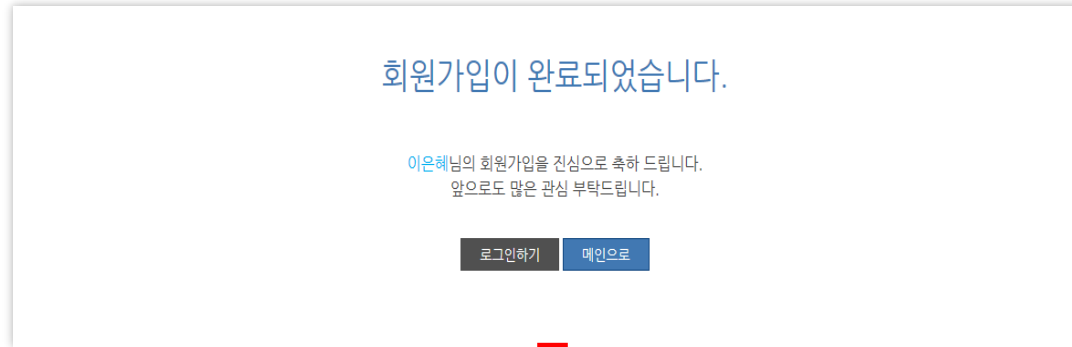 회원가입이 완료되었습니다.
이은혜님의 회원가입을 진심으로 축하 드립니다.
앞으로도 많은 관심 부탁드립니다.
로그인하기 메인으로